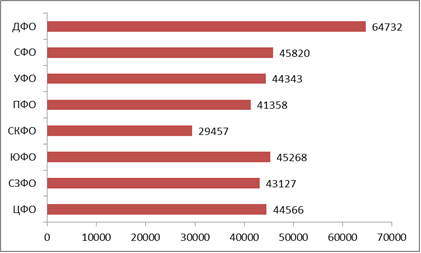 ДФО 64732
СФО 45820
УФО 44343
ПФО 41358
СКФО 29457
ЮФО 45268
СЗФО 43127
ЦФО 44566
0 10000 20000 30000 40000 50000 60000 70000